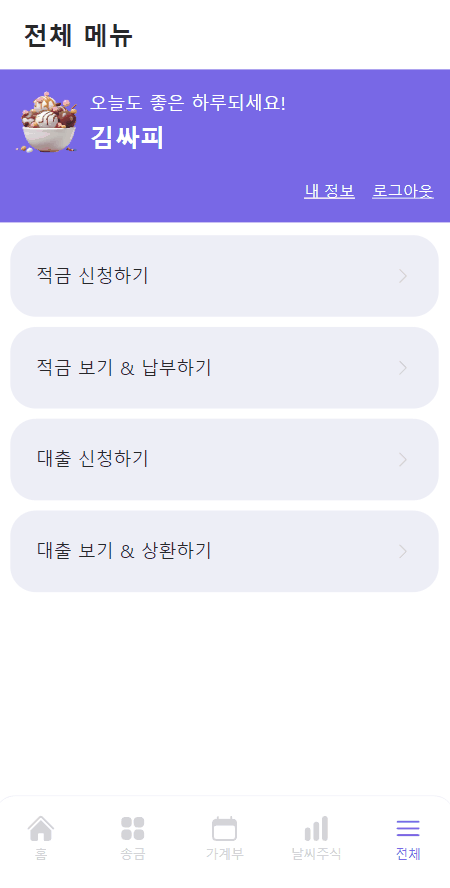 전체 메뉴
오늘도 좋은 하루되세요!
김싸피
내 정보 로그아웃
적금 신청하기
적금 보기 & 납부하기
대출 신청하기
대출 보기 & 상환하기
홈 송금 가계부 날씨주식 전체